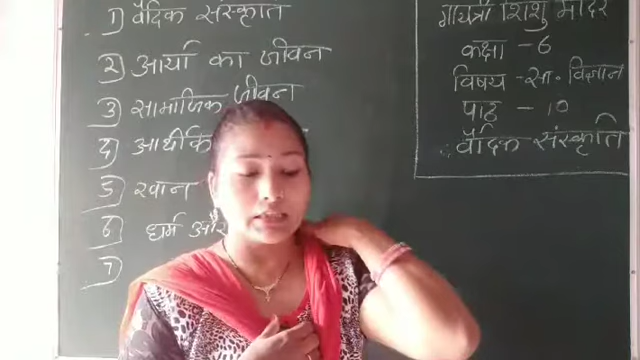 1) वैदिक संस्कृति
2) आर्यो का जीवन
3) सामाजिक जीवन
4) आर्थीक
5) खान
6) धर्म और
7)
गायत्री शिशु मंदिर
कक्षा - 6
विषय - सा. विज्ञान
पाठ - 10
वैदिक संस्कृति